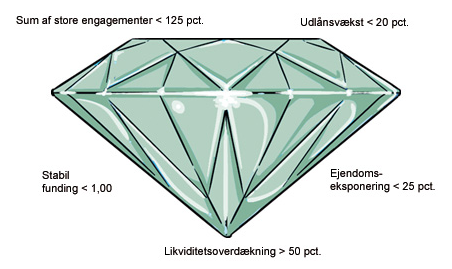 Sum af store engagementer < 125 pct.
Udlånsvækst < 20 pct.
Stabil
funding < 1,00
Ejendoms-
eksponering < 25 pct.
Likviditetsoverdækning > 50 pct.